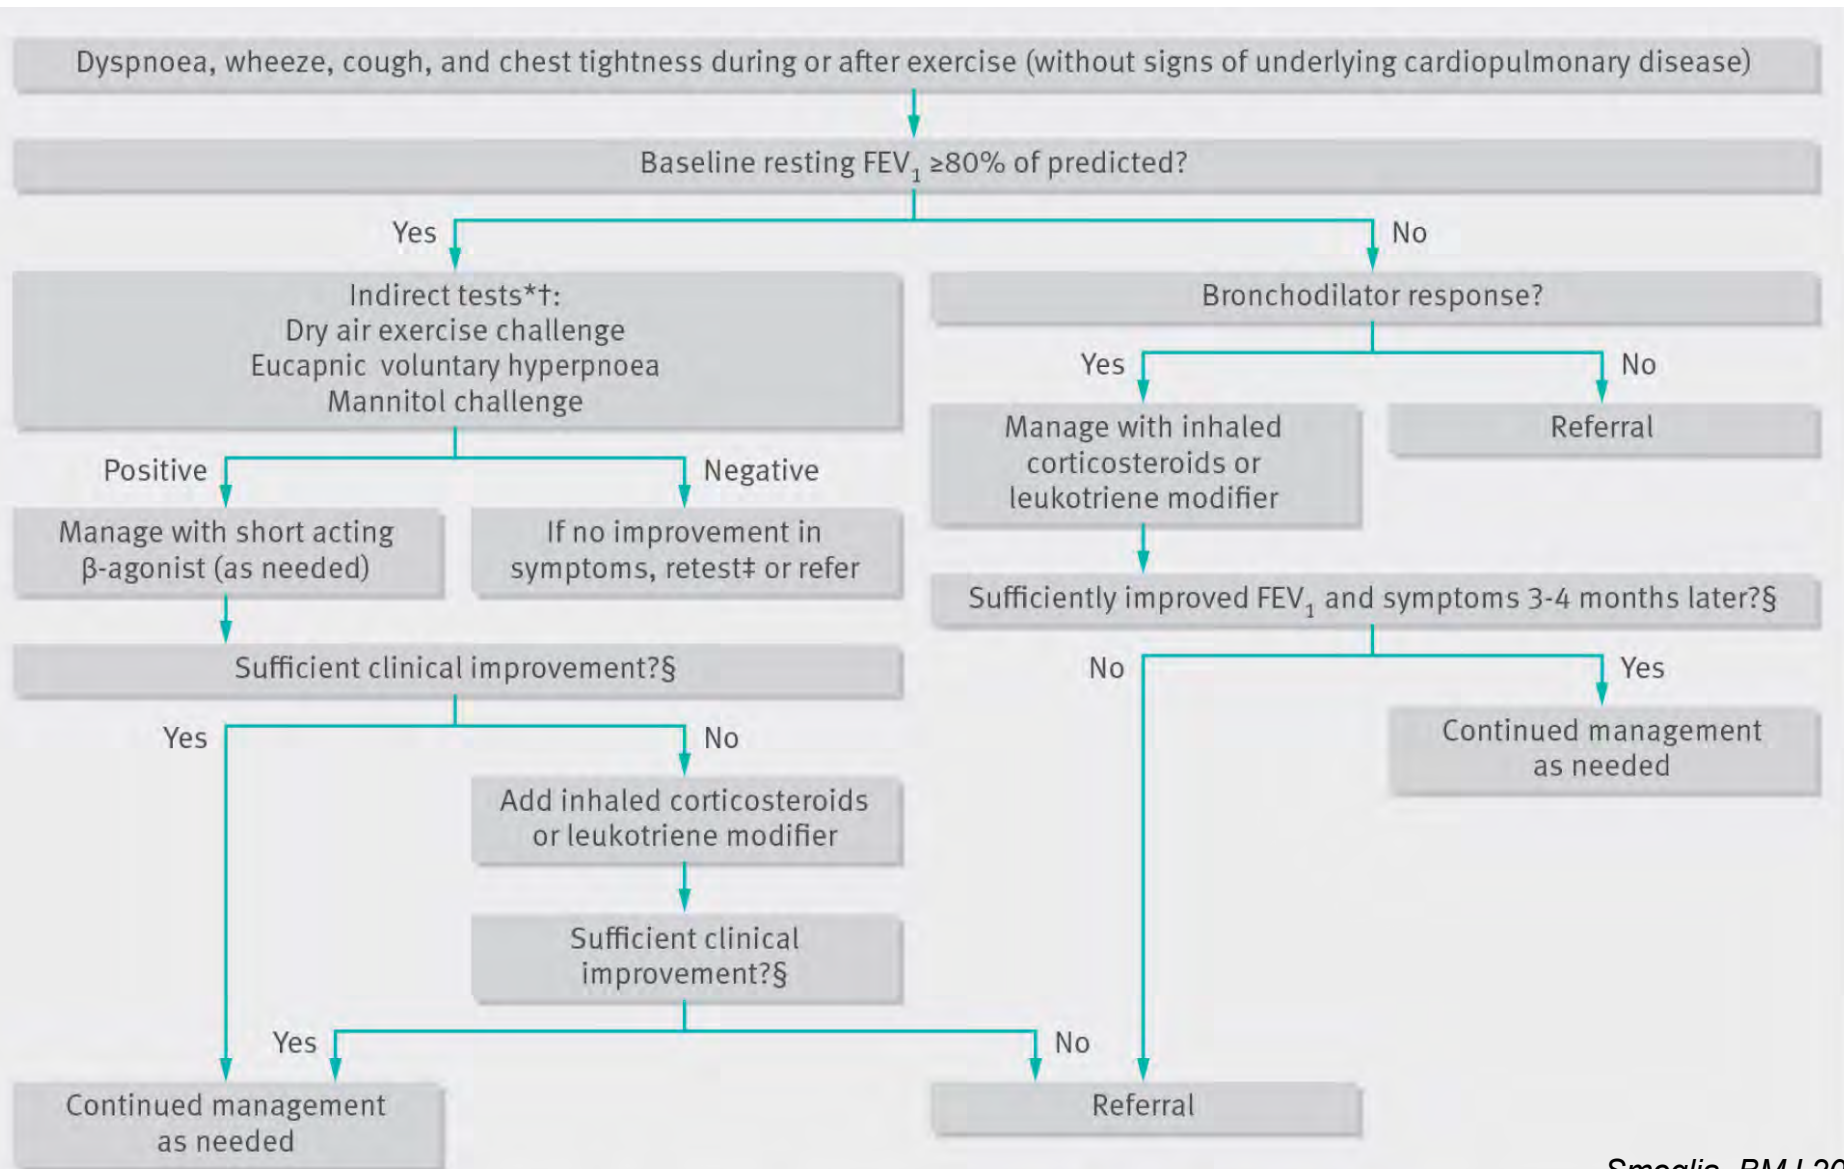 Dyspnoea, wheeze, cough, and chest tightness during or after exercise (without signs of underlying cardiopulmonary disease)
Baseline resting FEV1 ≥80% of predicted?
Yes
No
Indirect tests*†:
Dry air exercise challenge
Eucapnic voluntary hyperpnoea
Mannitol challenge
Bronchodilator response?
Positive
Negative
Yes
No
Manage with short acting
β-agonist (as needed)
If no improvement in
symptoms, retest‡ or refer
Manage with inhaled
corticosteroids or
leukotriene modifier
Referral
Sufficient clinical improvement?§
Sufficiently improved FEV1 and symptoms 3-4 months later?§
Yes
No
No
Yes
Add inhaled corticosteroids
or leukotriene modifier
Continued management
as needed
Sufficient clinical
improvement?§
Yes
No
Continued management
as needed
Referral